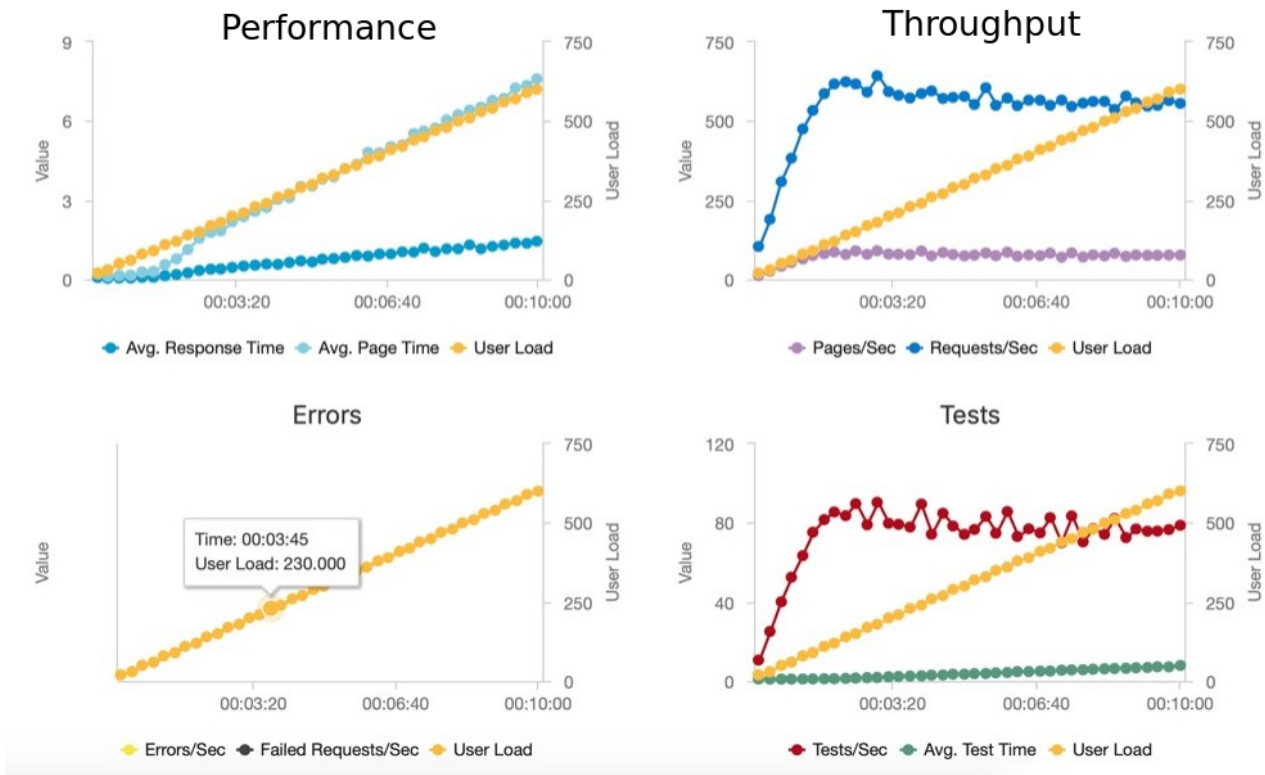 Performance
9
6
3
0
Value
750
500
250
0
User Load
00:03:20 00:06:40 00:10:00
Avg. Response Time Avg. Page Time User Load
Throughput
750
500
250
0
Value
750
500
250
0
User Load
00:03:20 00:06:40 00:10:00
Pages/Sec Requests/Sec User Load
Errors
Value
Time: 00:03:45
User Load: 230.000
750
500
250
0
User Load
00:03:20 00:06:40 00:10:00
Errors/Sec Failed Requests/Sec User Load
Tests
120
80
40
0
Value
750
500
250
0
User Load
00:03:20 00:06:40 00:10:00
Tests/Sec Avg. Test Time User Load